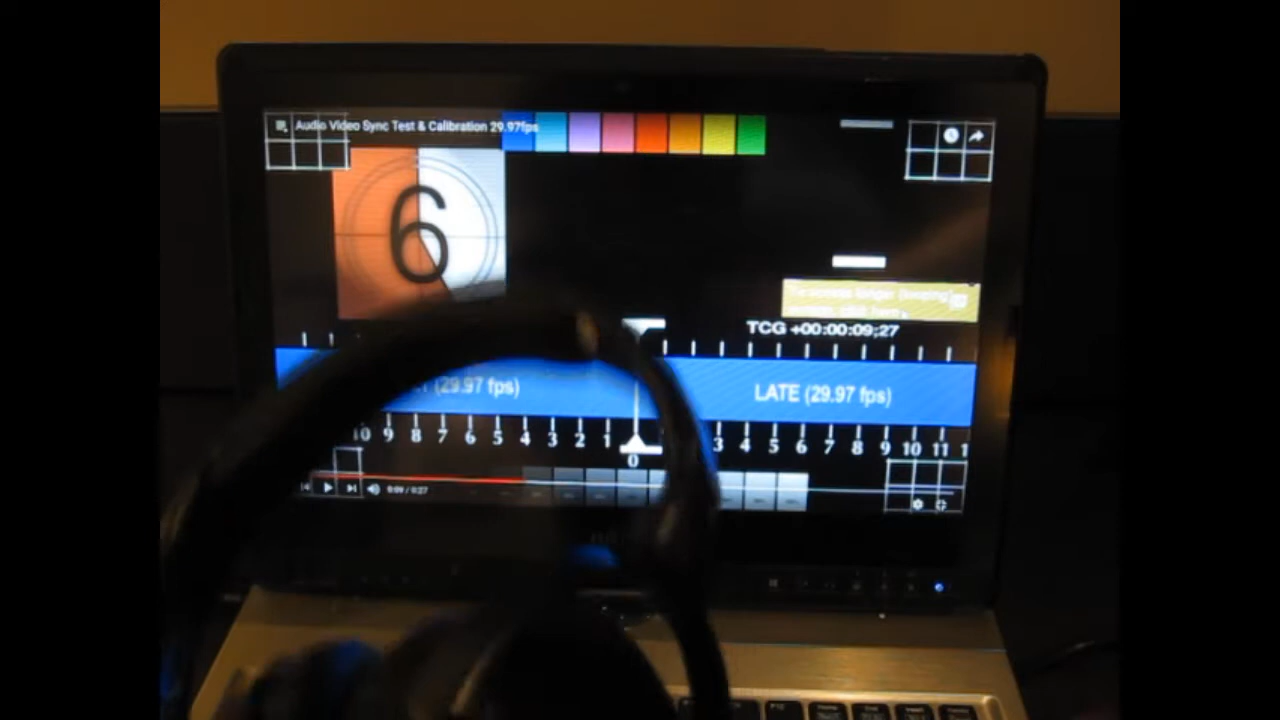 Audio Video Sync Test & Calibration 29.97fps
6
TCG +00:00:09;27
(29.97 fps)
LATE (29.97 fps)
10 9 8 7 6 5 4 3 2 1 0 3 4 5 6 7 8 9 10 11 1
0:09 / 0:27